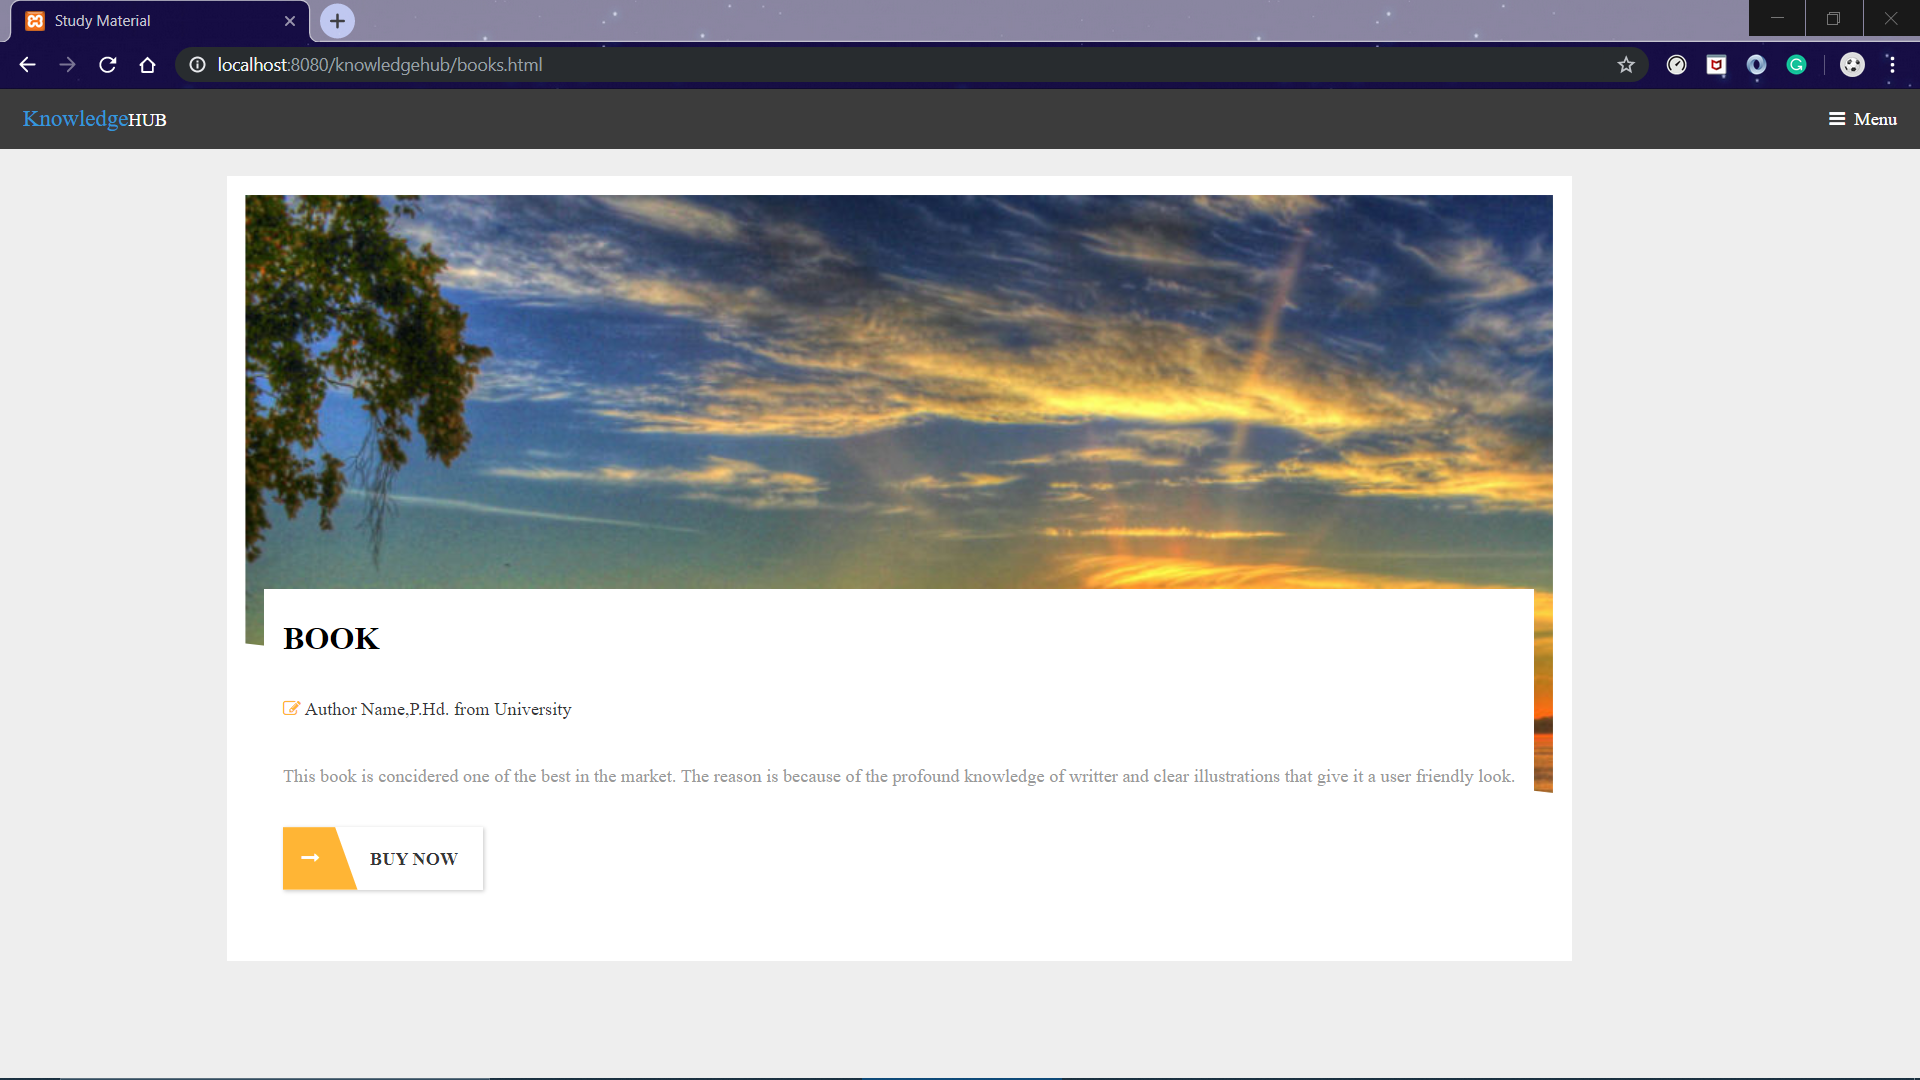 Study Material
localhost:8080/knowledgehub/books.html
KnowledgeHUB
Menu
BOOK
Author Name,P.Hd. from University
This book is concidered one of the best in the market. The reason is because of the profound knowledge of writter and clear illustrations that give it a user friendly look.
BUY NOW